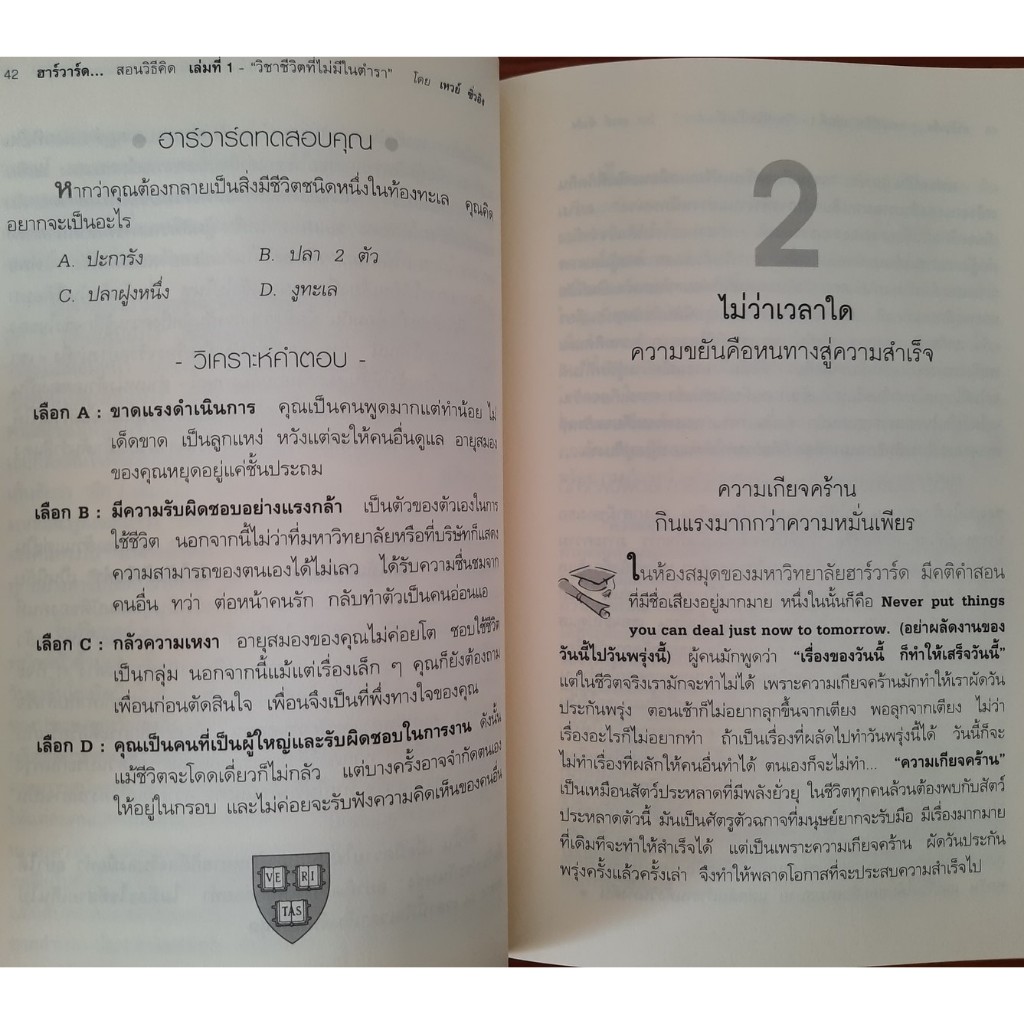 42 ฮาร์วาร์ด... สอนวิธีคิด เล่มที่ 1 - "วิชาชีวิตที่ไม่มีในตำรา" โดย เหวย์ ซิ่วอิง
ฮาร์วาร์ดทดสอบคุณ
หากว่าคุณต้องกลายเป็นสิ่งมีชีวิตชนิดหนึ่งในท้องทะเล คุณคิด
อยากจะเป็นอะไร
A. ปะการัง B. ปลา 2 ตัว
C. ปลาฝูงหนึ่ง D. งูทะเล
- วิเคราะห์คำตอบ -
เลือก A : ขาดแรงดำเนินการ คุณเป็นคนพูดมากแต่ทำน้อย ไม่
เด็ดขาด เป็นลูกแหง่ หวังแต่จะให้คนอื่นดูแล อายุสมอง
ของคุณหยุดอยู่แค่ชั้นประถม
เลือก B : มีความรับผิดชอบอย่างแรงกล้า เป็นตัวของตัวเองในการ
ใช้ชีวิต นอกจากนี้ไม่ว่าที่มหาวิทยาลัยหรือที่บริษัทก็แสดง
ความสามารถของตนเองได้ไม่เลว ได้รับความชื่นชมจาก
คนอื่น ทว่า ต่อหน้าคนรัก กลับทำตัวเป็นคนอ่อนแอ
เลือก C : กลัวความเหงา อายุสมองของคุณไม่ค่อยโต ชอบใช้ชีวิต
เป็นกลุ่ม นอกจากนี้แม้แต่เรื่องเล็ก ๆ คุณก็ยังต้องถาม
เพื่อนก่อนตัดสินใจ เพื่อนจึงเป็นที่พึ่งทางใจของคุณ
เลือก D : คุณเป็นคนที่เป็นผู้ใหญ่และรับผิดชอบในการงาน ดังนั้น
แม้ชีวิตจะโดดเดี่ยวก็ไม่กลัว แต่บางครั้งอาจจำกัดตนเอง
ให้อยู่ในกรอบ และไม่ค่อยจะรับฟังความคิดเห็นของคนอื่น
VE RI
TAS
2
ไม่ว่าเวลาใด
ความขยันคือหนทางสู่ความสำเร็จ
ความเกียจคร้าน
กินแรงมากกว่าความหมั่นเพียร
ในห้องสมุดของมหาวิทยาลัยฮาร์วาร์ด มีคติคำสอน
ที่มีชื่อเสียงอยู่มากมาย หนึ่งในนั้นก็คือ Never put things
you can deal just now to tomorrow. (อย่าผลัดงานของ
วันนี้ไปวันพรุ่งนี้) ผู้คนมักพูดว่า "เรื่องของวันนี้ ก็ทำให้เสร็จวันนี้"
แต่ในชีวิตจริงเรามักจะทำไม่ได้ เพราะความเกียจคร้านมักทำให้เราผัดวัน
ประกันพรุ่ง ตอนเช้าก็ไม่อยากลุกขึ้นจากเตียง พอลุกจากเตียง ไม่ว่า
เรื่องอะไรก็ไม่อยากทำ ถ้าเป็นเรื่องที่ผลัดไปทำวันพรุ่งนี้ได้ วันนี้ก็จะ
ไม่ทำเรื่องที่ผลักให้คนอื่นทำได้ ตนเองก็จะไม่ทำ... "ความเกียจคร้าน"
เป็นเหมือนสัตว์ประหลาดที่มีพลังยั่วยุ ในชีวิตทุกคนล้วนต้องพบกับสัตว์
ประหลาดตัวนี้ มันเป็นศัตรูตัวฉกาจที่มนุษย์ยากจะรับมือ มีเรื่องมากมาย
ที่เดิมทีจะทำให้สำเร็จได้ แต่เป็นเพราะความเกียจคร้าน ผัดวันประกัน
พรุ่งครั้งแล้วครั้งเล่า จึงทำให้พลาดโอกาสที่จะประสบความสำเร็จไป